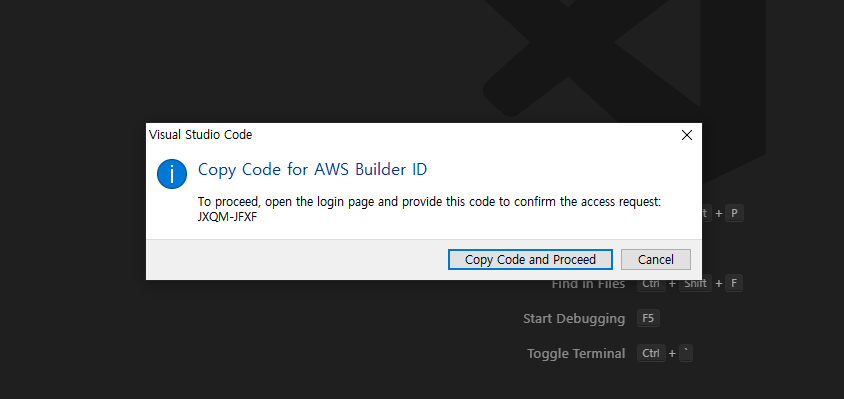 Visual Studio Code
Copy Code for AWS Builder ID
To proceed, open the login page and provide this code to confirm the access request:
JXQM-JFXF
Copy Code and Proceed Cancel
+ P
Find in Files Ctrl + Shift + F
Start Debugging F5
Toggle Terminal Ctrl + `